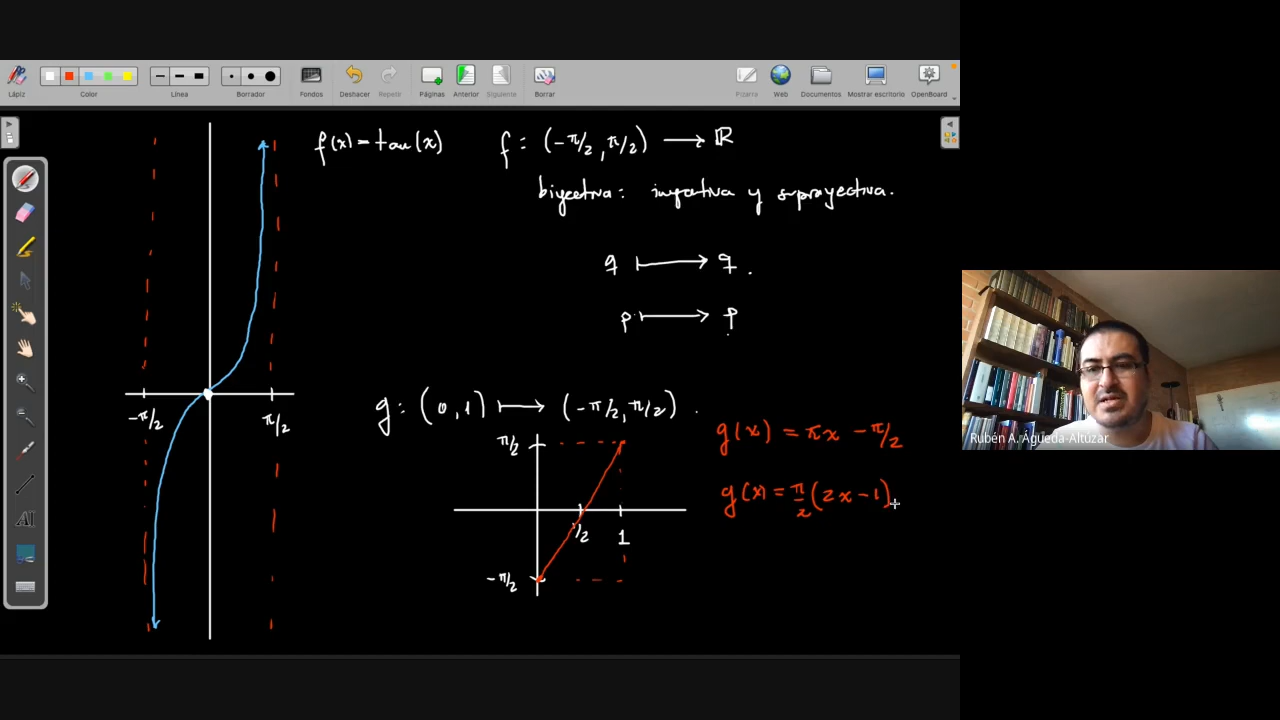 Lápiz
Color
Línea
Borrador
Fondos
Deshacer
Repetir
Páginas
Anterior
Siguiente
Borrar
Pizarra
Web
Documentos
Mostrar escritorio
OpenBoard
f(x) = tan(x)
f: (-π/2, π/2) → ℝ
biyectiva: inyectiva y suprayectiva.
q ↦ q.
p ↦ p
-π/2
π/2
g: (0,1) ↦ (-π/2, π/2).
π/2
1/2
1
-π/2
g(x) = πx - π/2
g(x) = π/2 (2x - 1)
Rubén A. Águeda-Altúzar